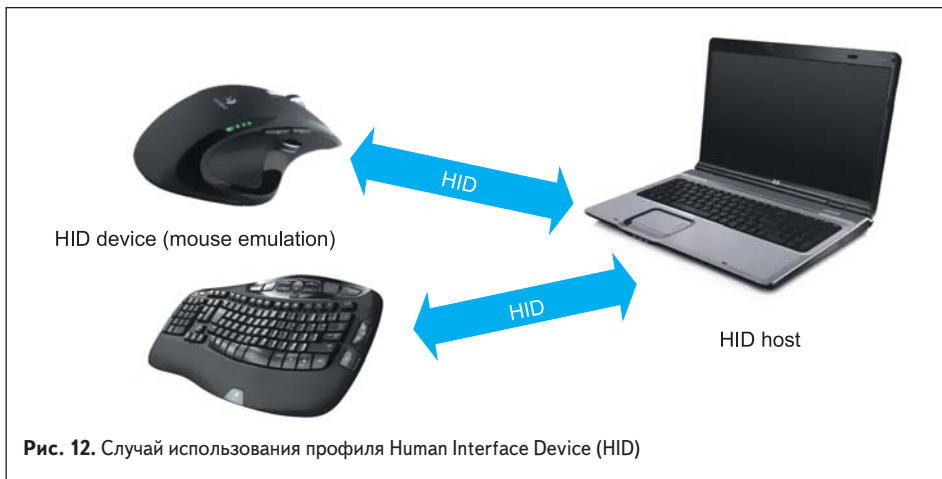 HID
HID device (mouse emulation)
HID
HID host
Рис. 12. Случай использования профиля Human Interface Device (HID)